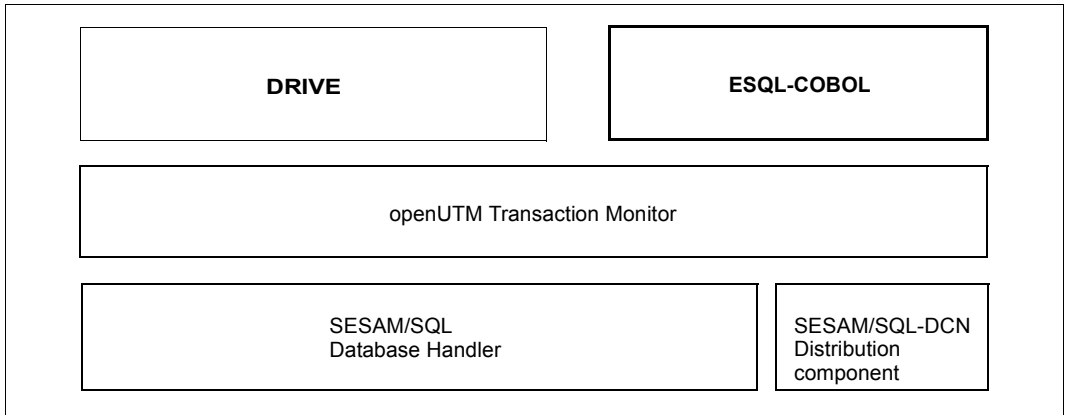 DRIVE
ESQL-COBOL
openUTM Transaction Monitor
SESAM/SQL
Database Handler
SESAM/SQL-DCN
Distribution
component